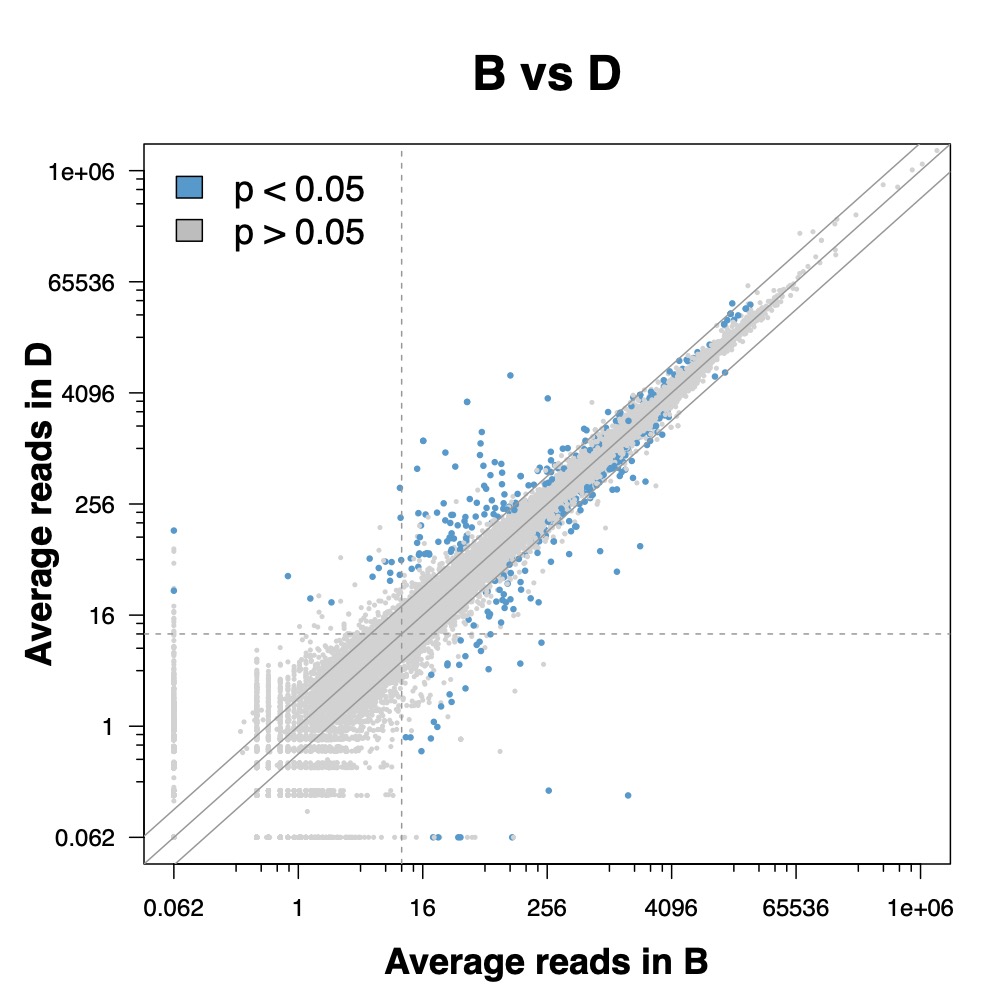 B vs D
p < 0.05
p > 0.05
1e+06
65536
4096
256
16
1
0.062
Average reads in D
0.062
1
16
256
4096
65536
1e+06
Average reads in B